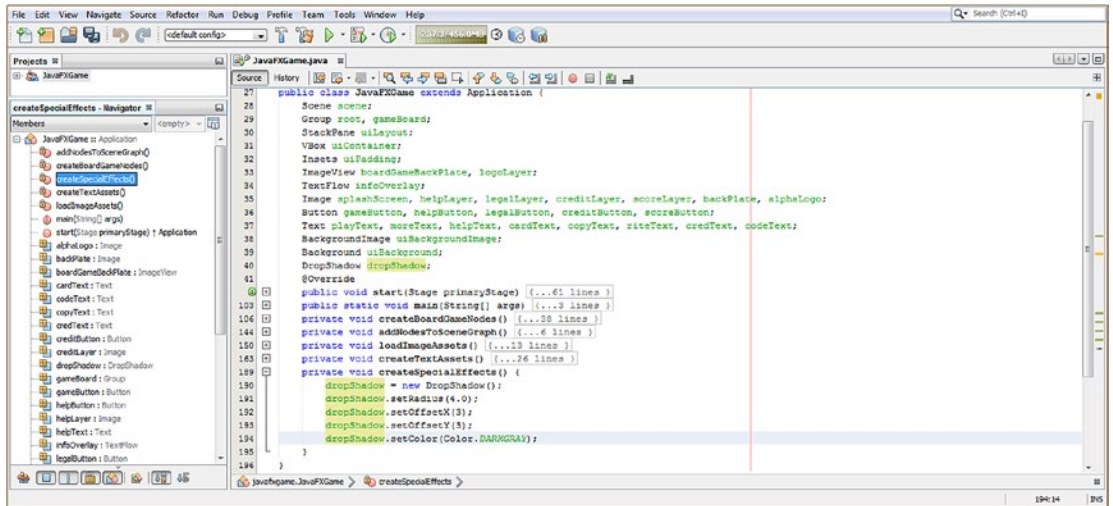 File Edit View Navigate Source Refactor Run Debug Profile Team Tools Window Help
Search (Ctrl+I)
<default config>
Projects
JavaFXGame
createSpecialEffects - Navigator
Members
<empty>
JavaFXGame :: Application
addNodesToSceneGraph()
createBoardGameNodes()
createSpecialEffects()
createTextAssets()
loadImageAssets()
main(String[] args)
start(Stage primaryStage) ↑ Application
alphaLogo : Image
backPlate : Image
boardGameBackPlate : ImageView
cardText : Text
codeText : Text
copyText : Text
credText : Text
creditButton : Button
creditLayer : Image
dropShadow : DropShadow
gameBoard : Group
gameButton : Button
helpButton : Button
helpLayer : Image
helpText : Text
infoOverlay : TextFlow
legalButton : Button
JavaFXGame.java
Source History
27 public class JavaFXGame extends Application {
28 Scene scene;
29 Group root, gameBoard;
30 StackPane uiLayout;
31 VBox uiContainer;
32 Insets uiPadding;
33 ImageView boardGameBackPlate, logoLayer;
34 TextFlow infoOverlay;
35 Image splashScreen, helpLayer, legalLayer, creditLayer, scoreLayer, backPlate, alphaLogo;
36 Button gameButton, helpButton, legalButton, creditButton, scoreButton;
37 Text playText, moreText, helpText, cardText, copyText, riteText, credText, codeText;
38 BackgroundImage uiBackgroundImage;
39 Background uiBackground;
40 DropShadow dropShadow;
41 @Override
public void start(Stage primaryStage) {...61 lines }
103 public static void main(String[] args) {...3 lines }
106 private void createBoardGameNodes() {...38 lines }
144 private void addNodesToSceneGraph() {...6 lines }
150 private void loadImageAssets() {...13 lines }
163 private void createTextAssets() {...26 lines }
189 private void createSpecialEffects() {
190 dropShadow = new DropShadow();
191 dropShadow.setRadius(4.0);
192 dropShadow.setOffsetX(3);
193 dropShadow.setOffsetY(3);
194 dropShadow.setColor(Color.DARKGRAY);
195 }
196 }
javafxgame.JavaFXGame
createSpecialEffects
194:14
INS